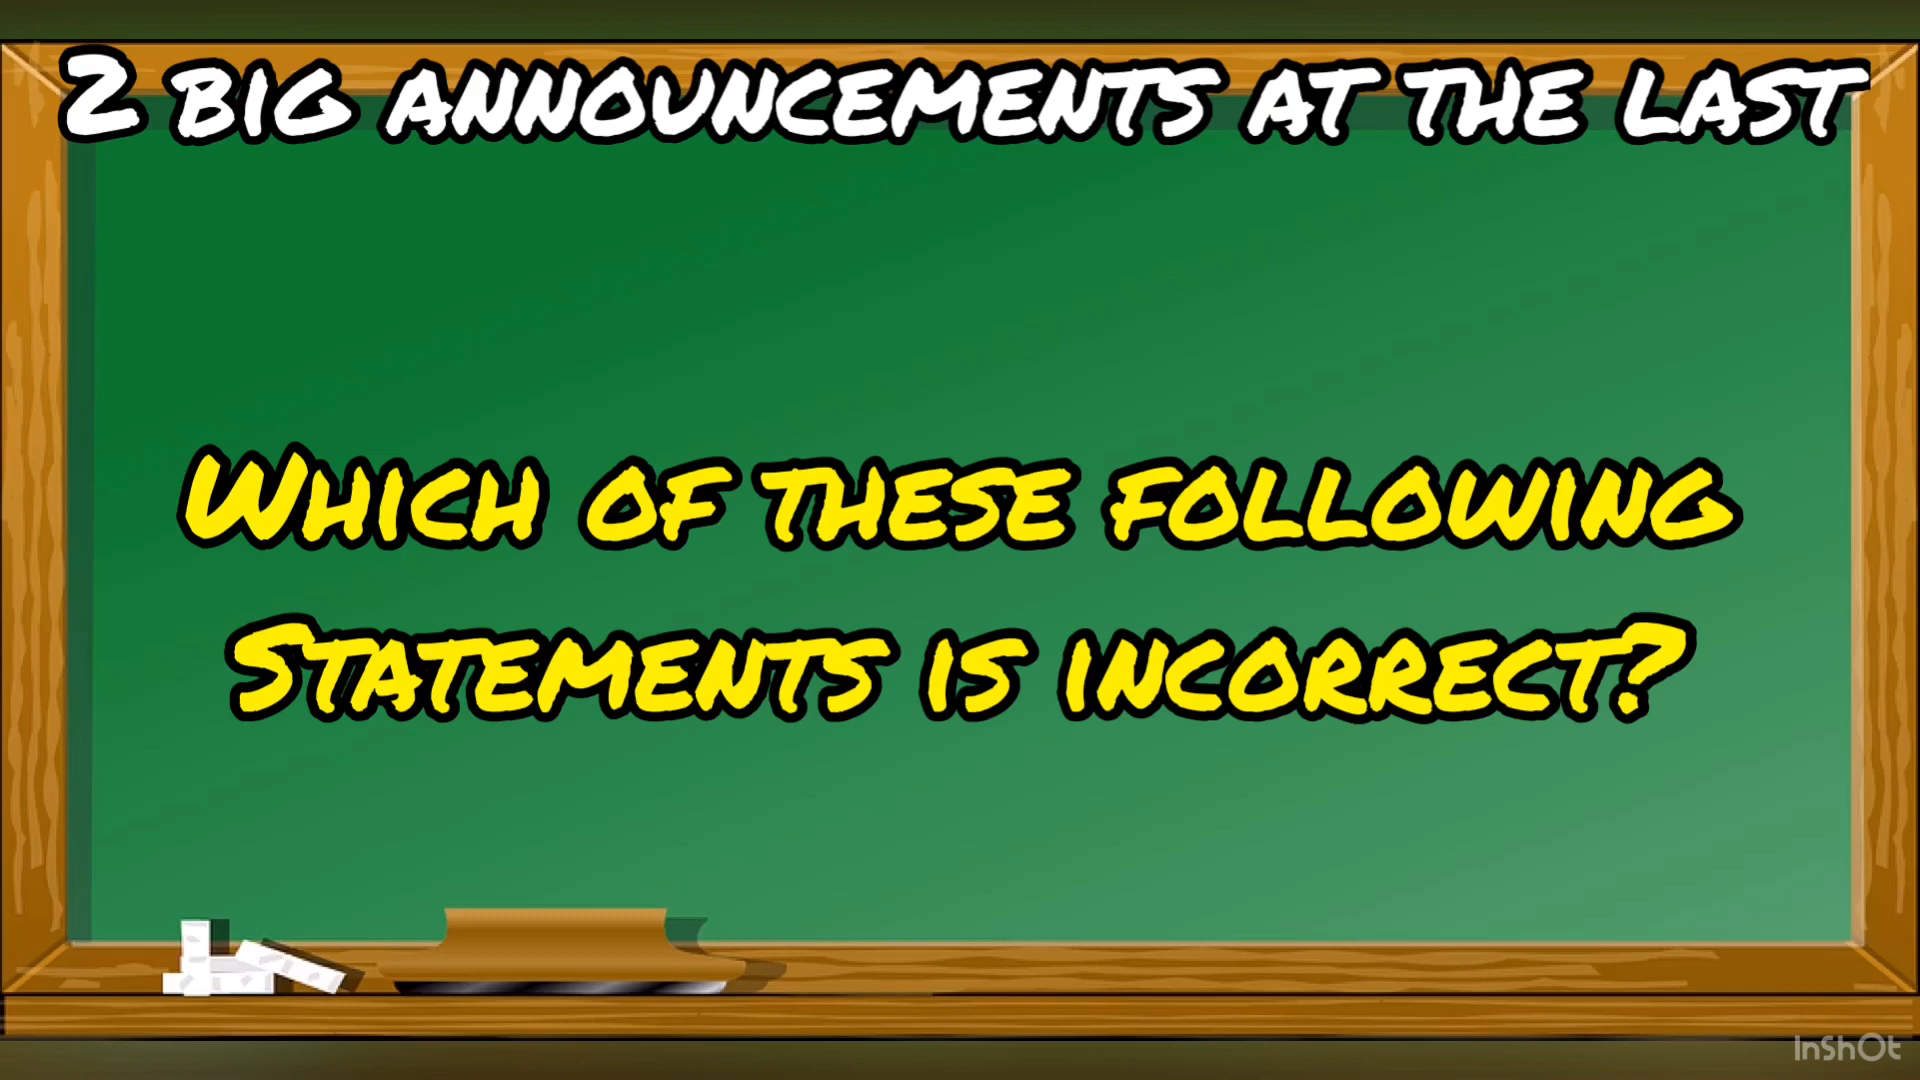 2 big announcements at the last
Which of these following
Statements is incorrect?
InShOt